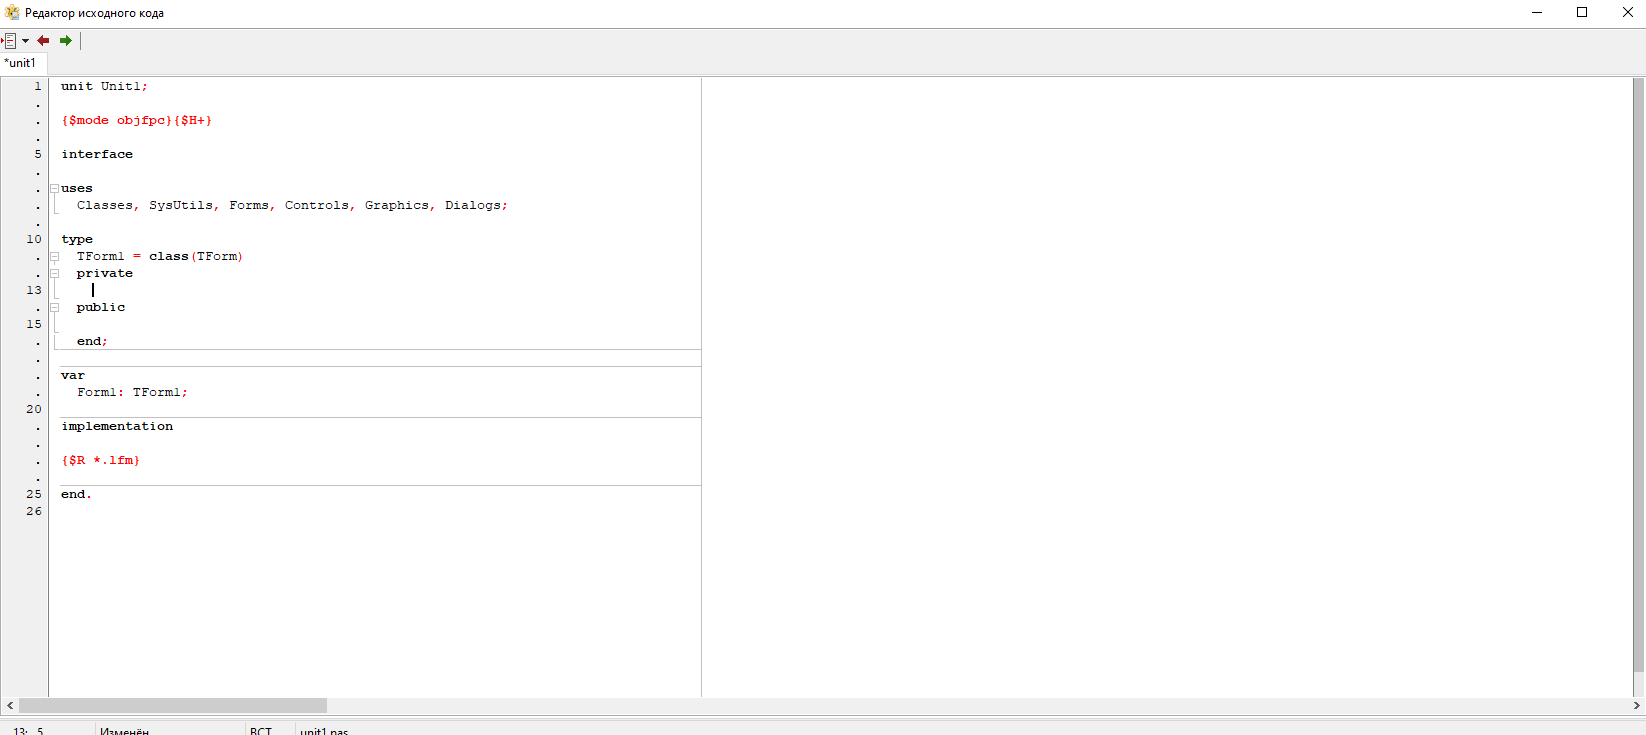 Редактор исходного кода
*unit1
1 unit Unit1;
.
. {$mode objfpc}{$H+}
.
5 interface
.
. uses
. Classes, SysUtils, Forms, Controls, Graphics, Dialogs;
.
10 type
. TForm1 = class(TForm)
. private
13
. public
15
. end;
.
. var
. Form1: TForm1;
20
. implementation
.
. {$R *.lfm}
.
25 end.
26
13: 5 Изменён ВСТ unit1.pas